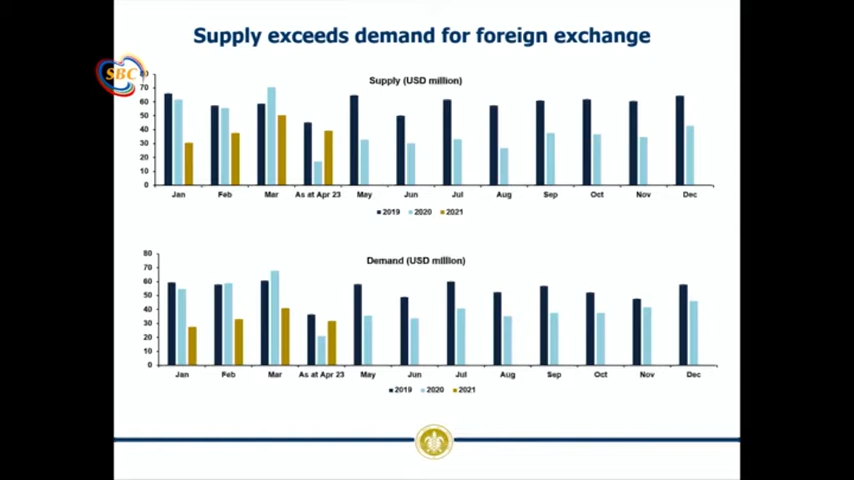 Supply exceeds demand for foreign exchange
SBC
Supply (USD million)
80
70
60
50
40
30
20
10
0
Jan Feb Mar As at Apr 23 May Jun Jul Aug Sep Oct Nov Dec
2019 2020 2021
Demand (USD million)
80
70
60
50
40
30
20
10
0
Jan Feb Mar As at Apr 23 May Jun Jul Aug Sep Oct Nov Dec
2019 2020 2021